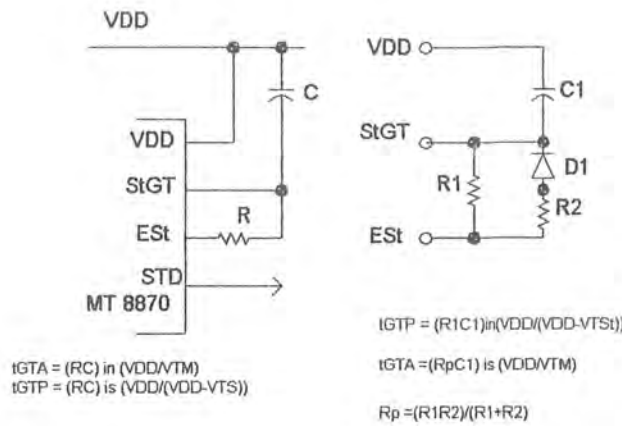 VDD
C
VDD
StGT
R
ESt
STD
MT 8870
tGTA = (RC) in (VDD/VTM)
tGTP = (RC) is (VDD/(VDD-VTS))
VDD
C1
StGT
D1
R1
R2
ESt
tGTP = (R1C1)in(VDD/(VDD-VTSt))
tGTA = (RpC1) is (VDD/VTM)
Rp = (R1R2)/(R1+R2)